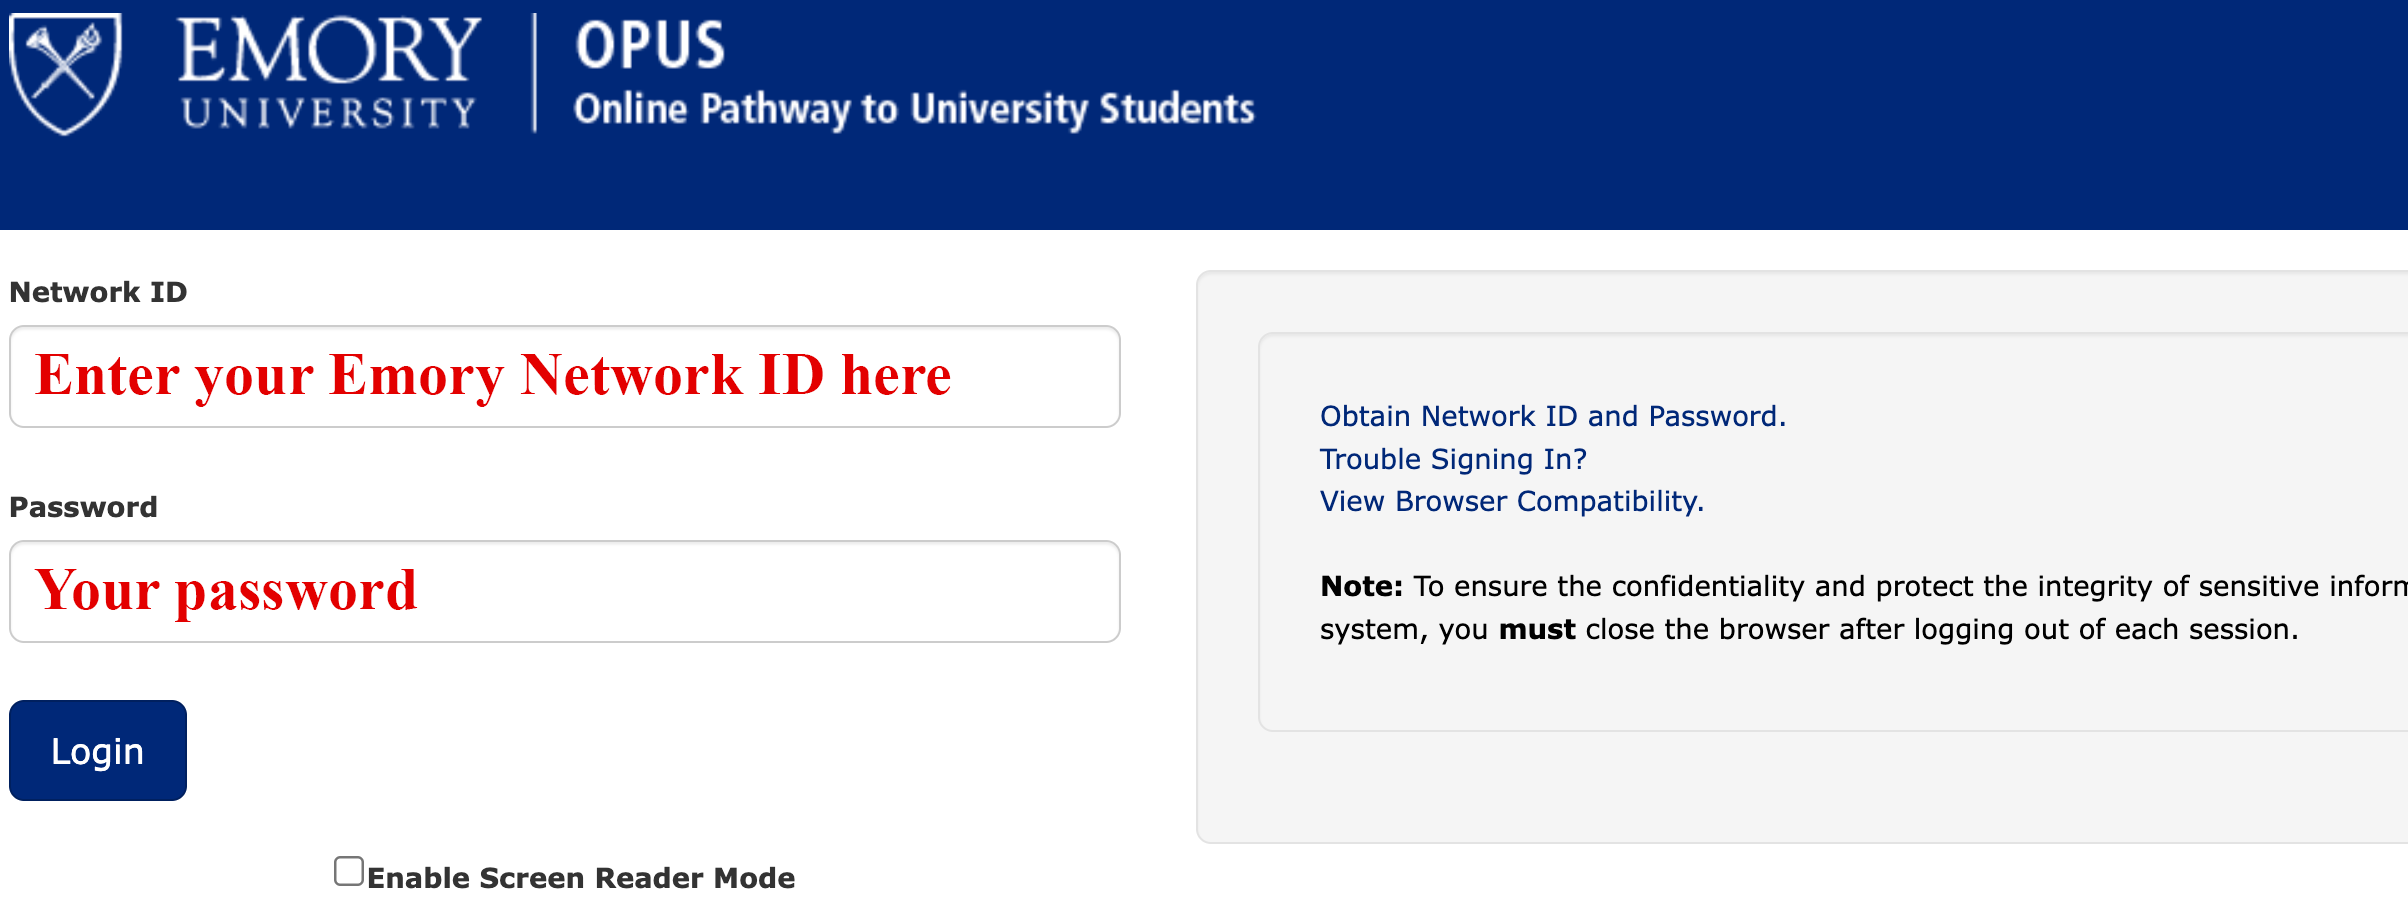 EMORY
UNIVERSITY
OPUS
Online Pathway to University Students
Network ID
Enter your Emory Network ID here
Password
Your password
Login
Enable Screen Reader Mode
Obtain Network ID and Password.
Trouble Signing In?
View Browser Compatibility.
Note: To ensure the confidentiality and protect the integrity of sensitive
system, you must close the browser after logging out of each session.